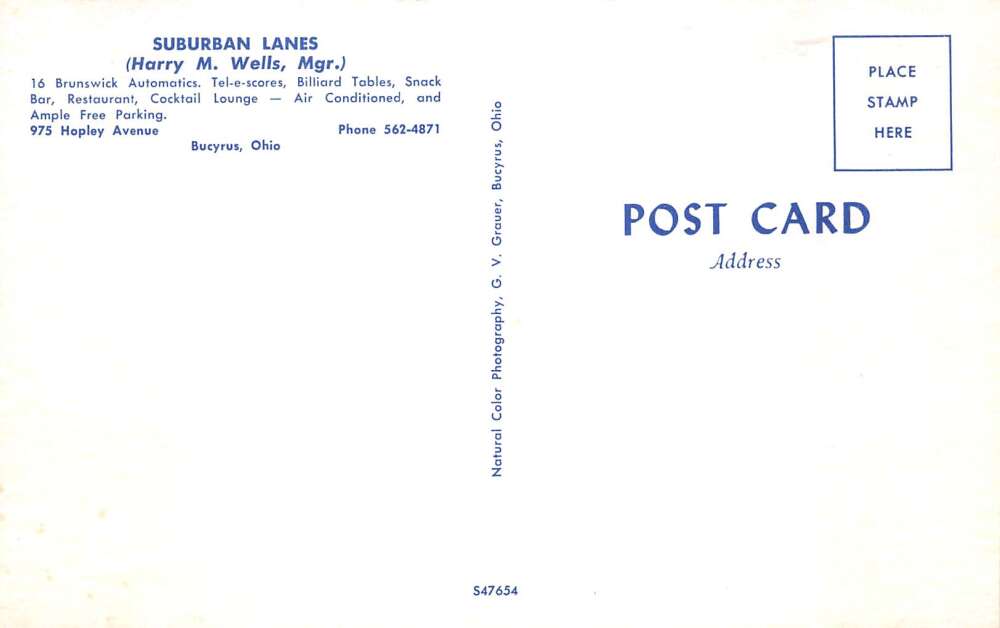 SUBURBAN LANES
(Harry M. Wells, Mgr.)
16 Brunswick Automatics. Tel-e-scores, Billiard Tables, Snack
Bar, Restaurant, Cocktail Lounge — Air Conditioned, and
Ample Free Parking.
975 Hopley Avenue Phone 562-4871
Bucyrus, Ohio
Natural Color Photography, G. V. Grauer, Bucyrus, Ohio
S47654
PLACE
STAMP
HERE
POST CARD
Address